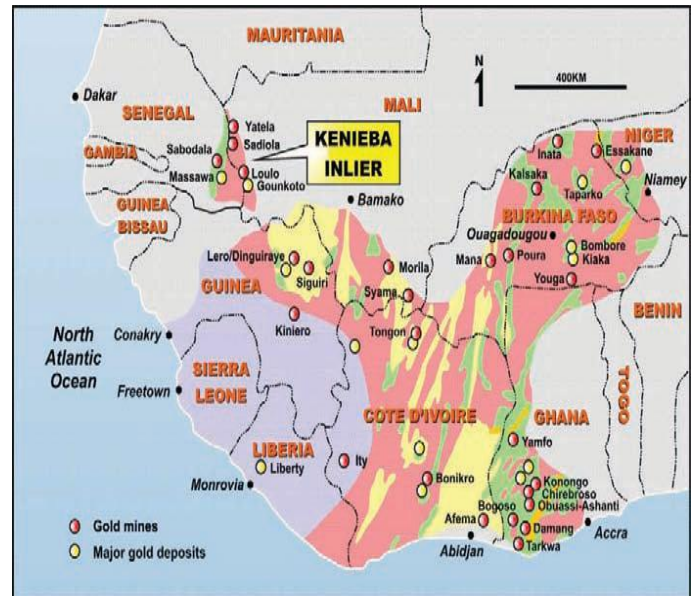 MAURITANIA
N
400KM
Dakar
SENEGAL
MALI
Yatela
Sadiola
KENIEBA
INLIER
NIGER
Inata
Essakane
GAMBIA
Sabodala
Massawa
Loulo
Gounkoto
Kalsaka
Taparko
Niamey
GUINEA
BISSAU
Bamako
BURKINA FASO
Ouagadougou
Bombore
Kiaka
Lero/Dinguiraye
Siguiri
Morila
Mana
Poura
Youga
GUINEA
Syama
BENIN
Kiniero
Tongon
North
Atlantic
Ocean
Conakry
SIERRA
LEONE
Freetown
TOGO
COTE D'IVOIRE
GHANA
Yamfo
LIBERIA
Liberty
Ity
Monrovia
Bonikro
Konongo
Chirebroso
Obuassi-Ashanti
Bogoso
Afema
Damang
Tarkwa
Accra
Abidjan
Gold mines
Major gold deposits